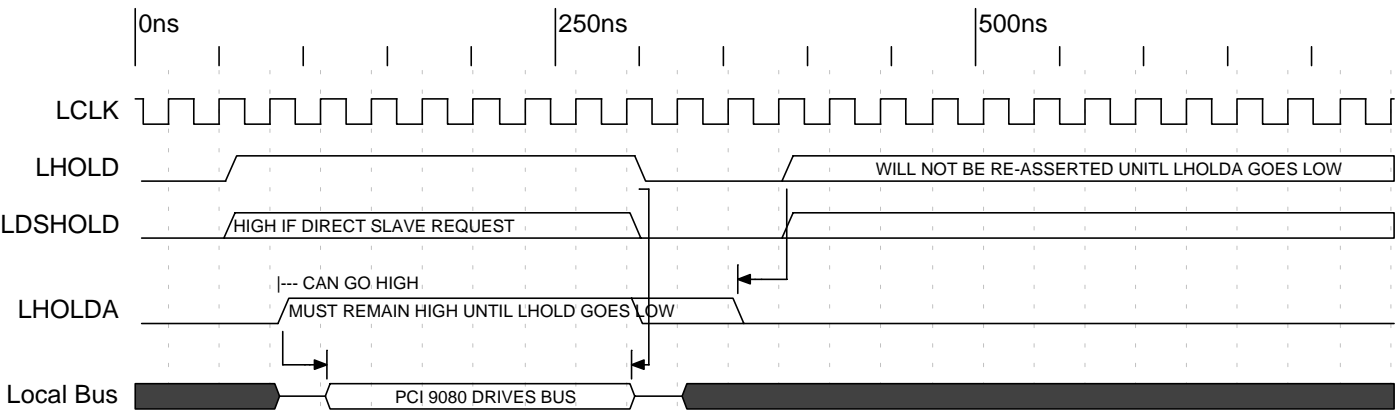 0ns
250ns
500ns
LCLK
LHOLD
WILL NOT BE RE-ASSERTED UNITL LHOLDA GOES LOW
LDSHOLD
HIGH IF DIRECT SLAVE REQUEST
|--- CAN GO HIGH
LHOLDA
MUST REMAIN HIGH UNTIL LHOLD GOES LOW
Local Bus
PCI 9080 DRIVES BUS